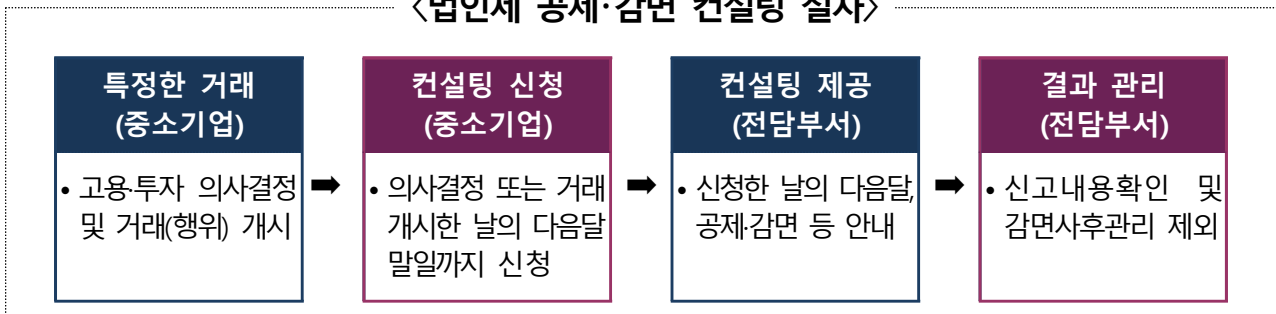 <법인세 공제·감면 컨설팅 절차>
특정한 거래
(중소기업)
• 고용·투자 의사결정
및 거래(행위) 개시
➡
컨설팅 신청
(중소기업)
• 의사결정 또는 거래
개시한 날의 다음달
말일까지 신청
➡
컨설팅 제공
(전담부서)
• 신청한 날의 다음달,
공제·감면 등 안내
➡
결과 관리
(전담부서)
• 신고내용확인 및
감면사후관리 제외